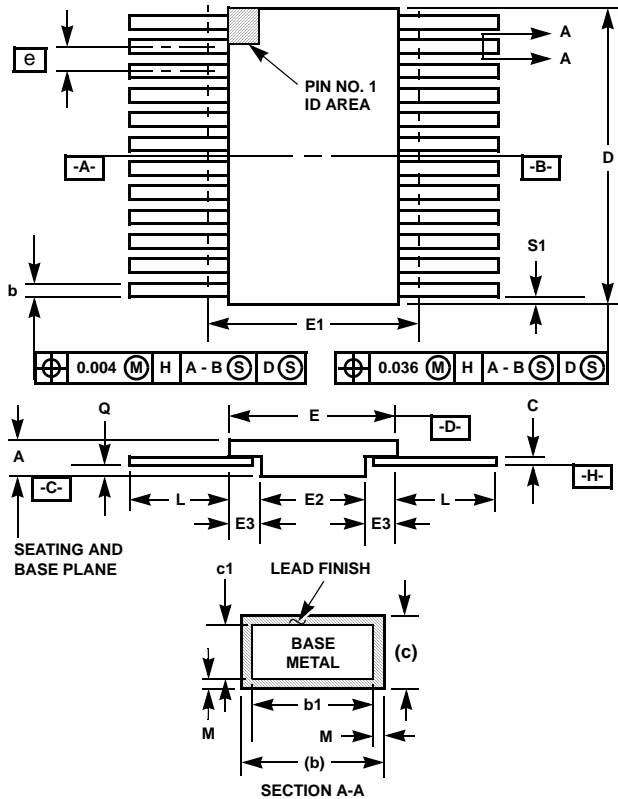 e
A
A
PIN NO. 1
ID AREA
-A-
-B-
D
S1
b
E1
⌖ 0.004 Ⓜ H A - B Ⓢ D Ⓢ
⌖ 0.036 Ⓜ H A - B Ⓢ D Ⓢ
Q
E
-D-
C
A
-C-
-H-
L
E2
L
E3
E3
SEATING AND
BASE PLANE
c1
LEAD FINISH
BASE
METAL
(c)
b1
M
M
(b)
SECTION A-A